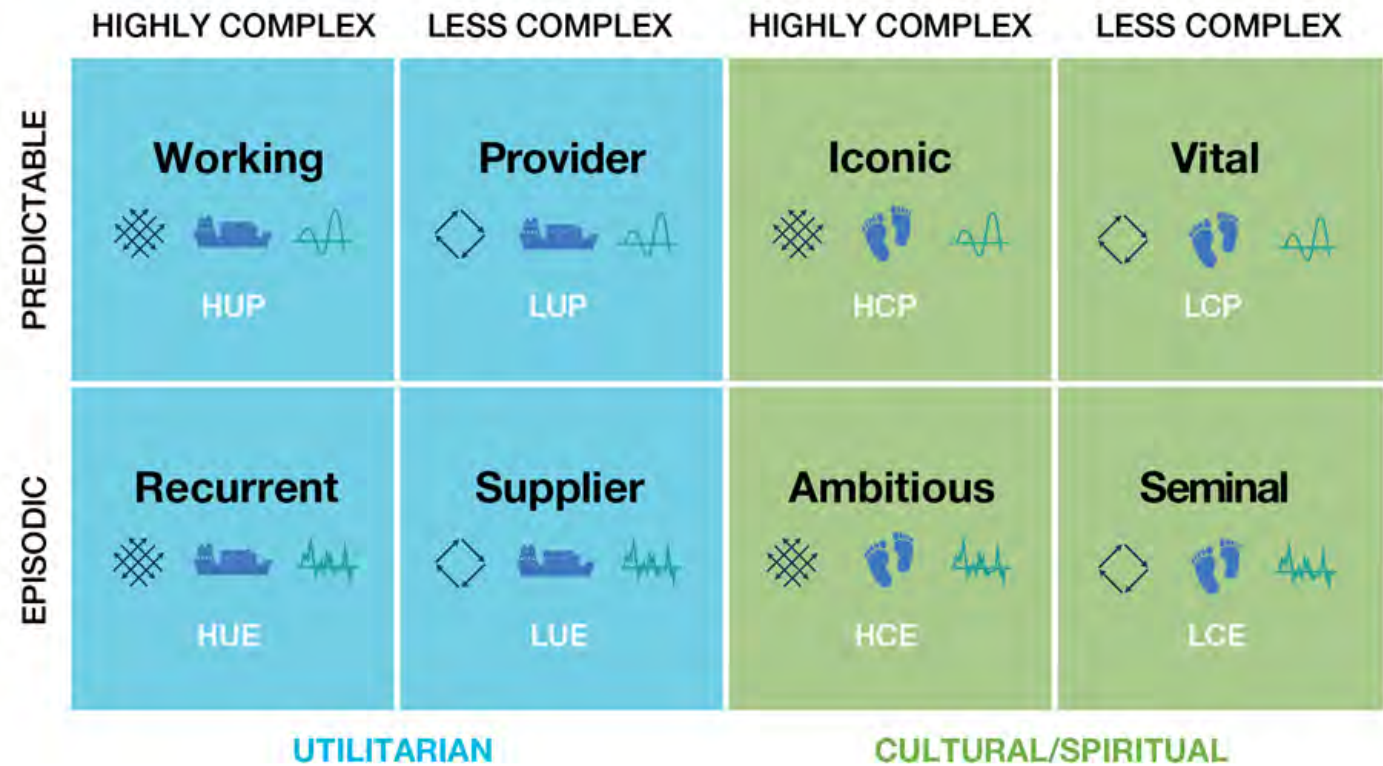 HIGHLY COMPLEX LESS COMPLEX HIGHLY COMPLEX LESS COMPLEX
PREDICTABLE
Working Provider Iconic Vital
HUP LUP HCP LCP
EPISODIC
Recurrent Supplier Ambitious Seminal
HUE LUE HCE LCE
UTILITARIAN CULTURAL/SPIRITUAL